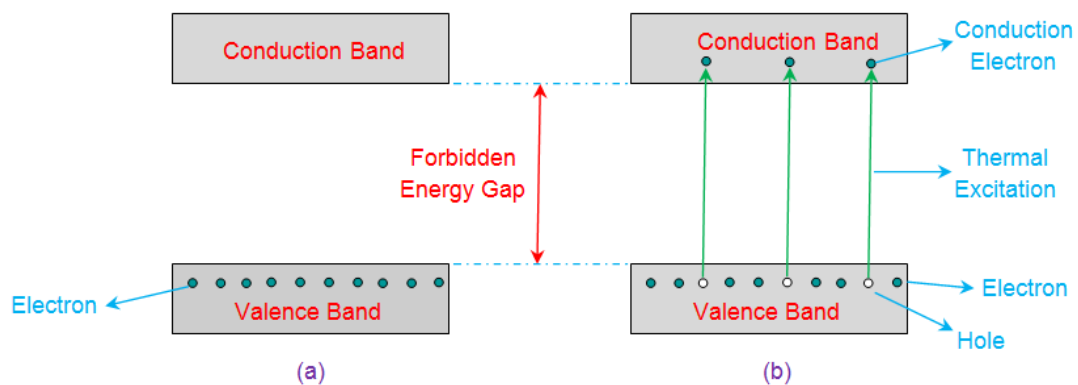 Conduction Band
Conduction Band
Conduction
Electron
Forbidden
Energy Gap
Thermal
Excitation
Electron
Valence Band
Valence Band
Electron
Hole
(a)
(b)